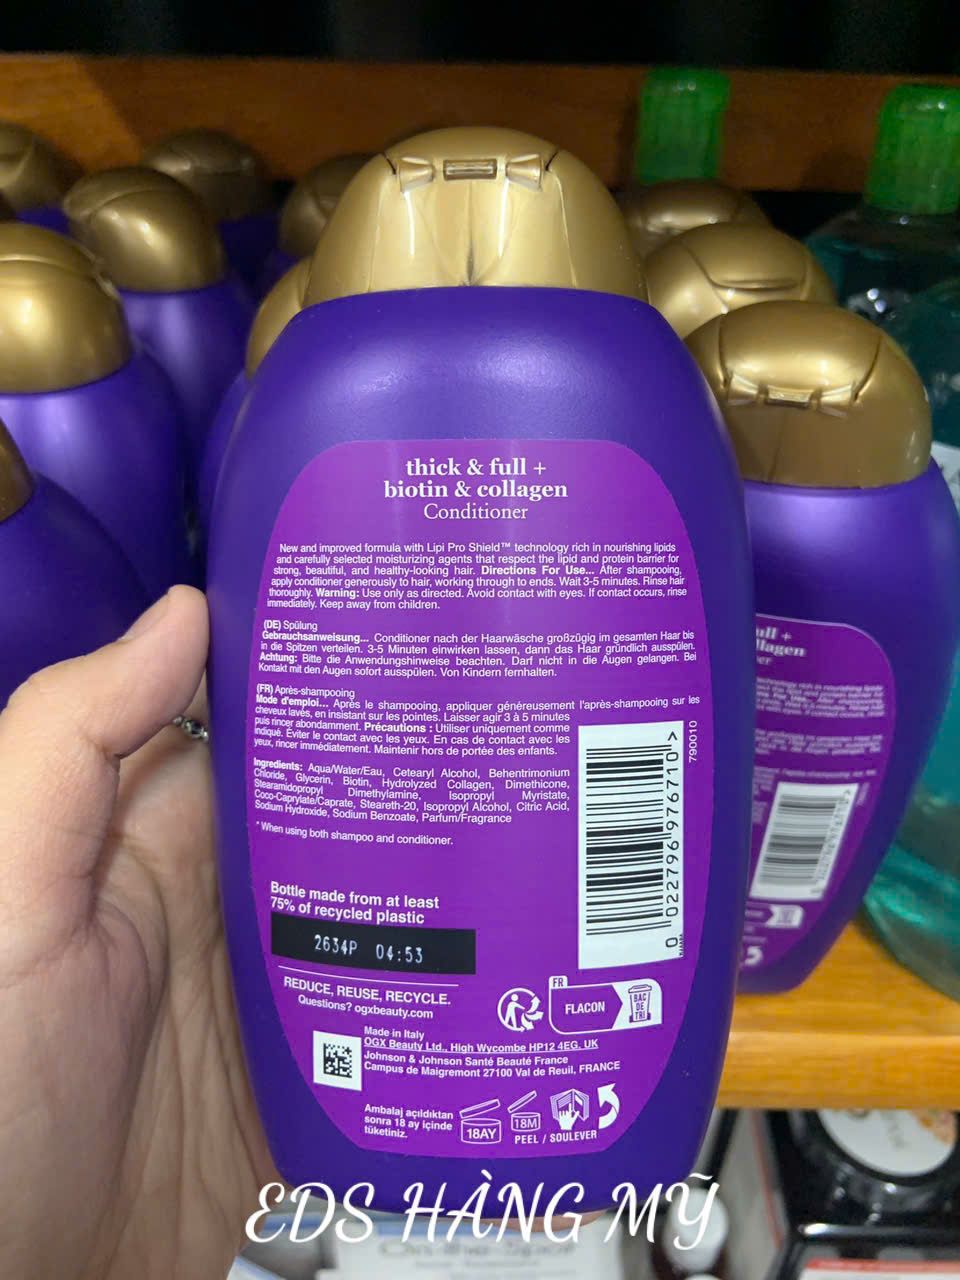 thick & full +
biotin & collagen
Conditioner
New and improved formula with Lipi Pro Shield™ technology rich in nourishing lipids
and carefully selected moisturizing agents that respect the lipid and protein barrier for
strong, beautiful, and healthy-looking hair. Directions For Use... After shampooing,
apply conditioner generously to hair, working through to ends. Wait 3-5 minutes. Rinse hair
thoroughly. Warning: Use only as directed. Avoid contact with eyes. If contact occurs, rinse
immediately. Keep away from children.
(DE) Spülung
Gebrauchsanweisung... Conditioner nach der Haarwäsche großzügig im gesamten Haar bis
in die Spitzen verteilen. 3-5 Minuten einwirken lassen, dann das Haar gründlich ausspülen.
Achtung: Bitte die Anwendungshinweise beachten. Darf nicht in die Augen gelangen. Bei
Kontakt mit den Augen sofort ausspülen. Von Kindern fernhalten.
(FR) Après-shampooing
Mode d'emploi... Après le shampooing, appliquer généreusement l'après-shampooing sur les
cheveux lavés, en insistant sur les pointes. Laisser agir 3 à 5 minutes
puis rincer abondamment. Précautions : Utiliser uniquement comme
indiqué. Éviter le contact avec les yeux. En cas de contact avec les
yeux, rincer immédiatement. Maintenir hors de portée des enfants.
Ingredients: Aqua/Water/Eau, Cetearyl Alcohol, Behentrimonium
Chloride, Glycerin, Biotin, Hydrolyzed Collagen, Dimethicone,
Stearamidopropyl Dimethylamine, Isopropyl Myristate,
Coco-Caprylate/Caprate, Steareth-20, Isopropyl Alcohol, Citric Acid,
Sodium Hydroxide, Sodium Benzoate, Parfum/Fragrance
* When using both shampoo and conditioner.
790010
0 022796 976710 >
Bottle made from at least
75% of recycled plastic
2634P 04:53
REDUCE, REUSE, RECYCLE.
Questions? ogxbeauty.com
FR
FLACON
BAC
DE
TRI
Made in Italy
OGX Beauty Ltd., High Wycombe HP12 4EG, UK
Johnson & Johnson Santé Beauté France
Campus de Maigremont 27100 Val de Reuil, FRANCE
Ambalaj açıldıktan
sonra 18 ay içinde
tüketiniz.
18AY
18M
PEEL / SOULEVER
EDS HÀNG MỸ